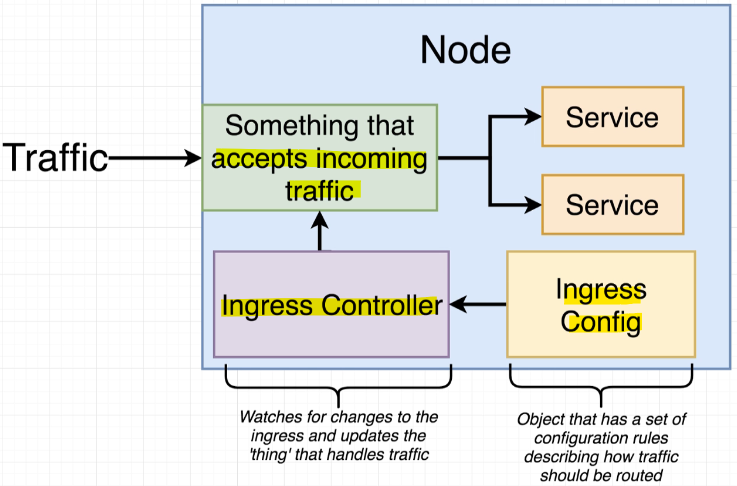 Node
Something that
accepts incoming
traffic
Service
Traffic
Service
Ingress Controller
Ingress
Config
Watches for changes to the
ingress and updates the
'thing' that handles traffic
Object that has a set of
configuration rules
describing how traffic
should be routed